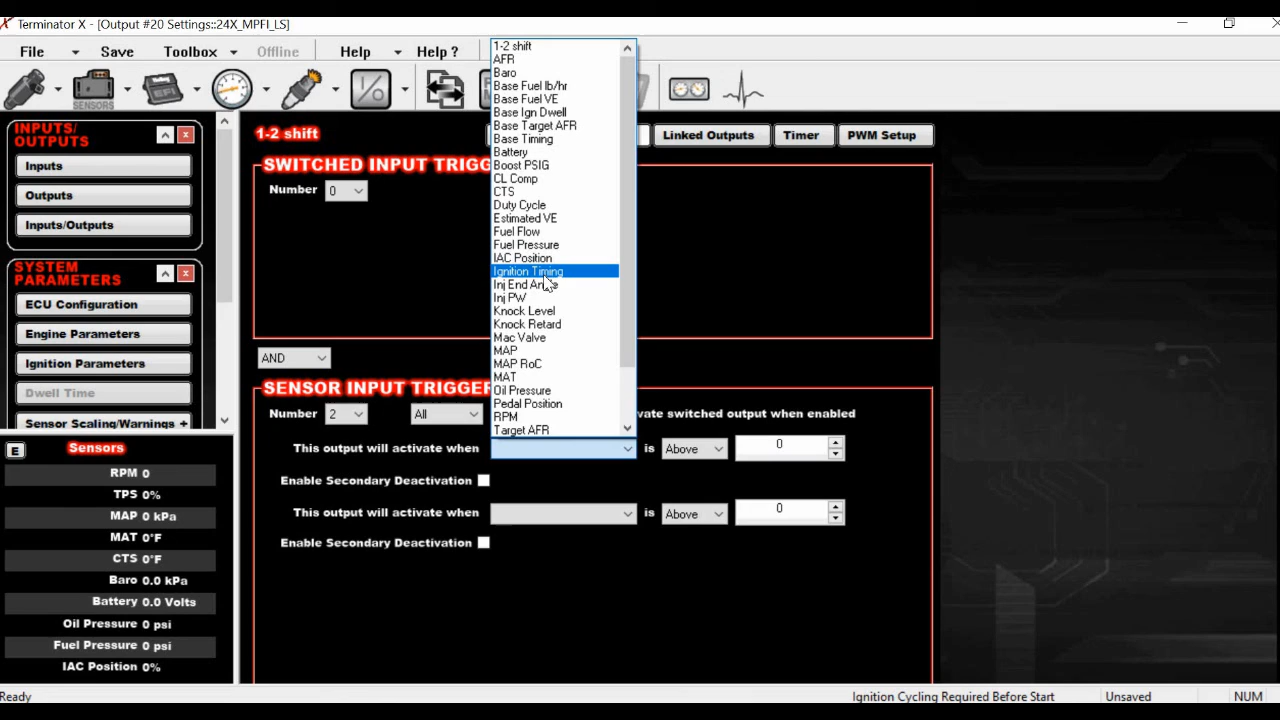 Terminator X - [Output #20 Settings::24X_MPFI_LS]
File Save Toolbox Offline Help Help ?
SENSORS
EFI
I/O
INPUTS/
OUTPUTS
Inputs
Outputs
Inputs/Outputs
SYSTEM
PARAMETERS
ECU Configuration
Engine Parameters
Ignition Parameters
Dwell Time
Sensor Scaling/Warnings +
E Sensors
RPM 0
TPS 0%
MAP 0 kPa
MAT 0°F
CTS 0°F
Baro 0.0 kPa
Battery 0.0 Volts
Oil Pressure 0 psi
Fuel Pressure 0 psi
IAC Position 0%
1-2 shift
Linked Outputs Timer PWM Setup
SWITCHED INPUT TRIGG
Number 0
AND
SENSOR INPUT TRIGGER
Number 2 All vate switched output when enabled
This output will activate when is Above 0
Enable Secondary Deactivation
This output will activate when is Above 0
Enable Secondary Deactivation
1-2 shift
AFR
Baro
Base Fuel lb/hr
Base Fuel VE
Base Ign Dwell
Base Target AFR
Base Timing
Battery
Boost PSIG
CL Comp
CTS
Duty Cycle
Estimated VE
Fuel Flow
Fuel Pressure
IAC Position
Ignition Timing
Inj End Angle
Inj PW
Knock Level
Knock Retard
Mac Valve
MAP
MAP RoC
MAT
Oil Pressure
Pedal Position
RPM
Target AFR
Ready Ignition Cycling Required Before Start Unsaved NUM